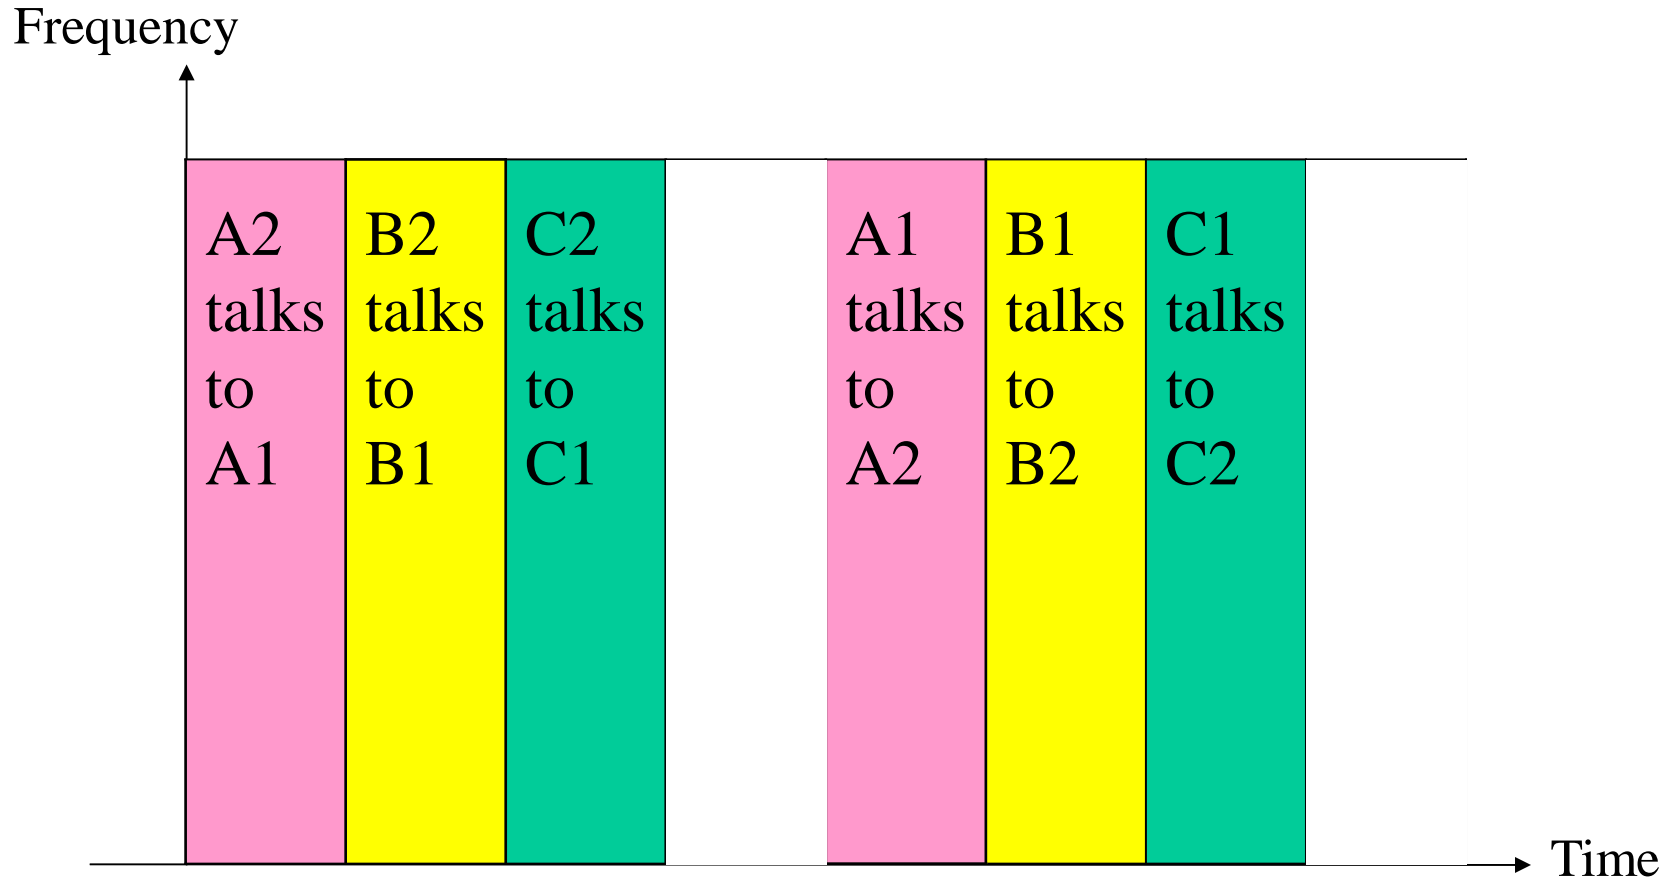 Frequency
A2
talks
to
A1
B2
talks
to
B1
C2
talks
to
C1
A1
talks
to
A2
B1
talks
to
B2
C1
talks
to
C2
Time